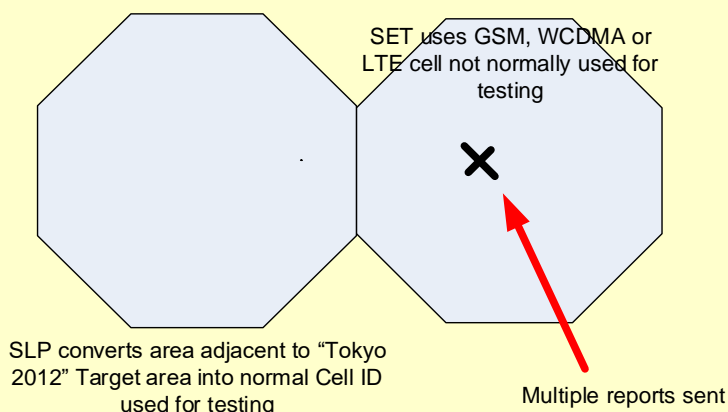 SET uses GSM, WCDMA or
LTE cell not normally used for
testing
SLP converts area adjacent to “Tokyo
2012” Target area into normal Cell ID
used for testing
Multiple reports sent